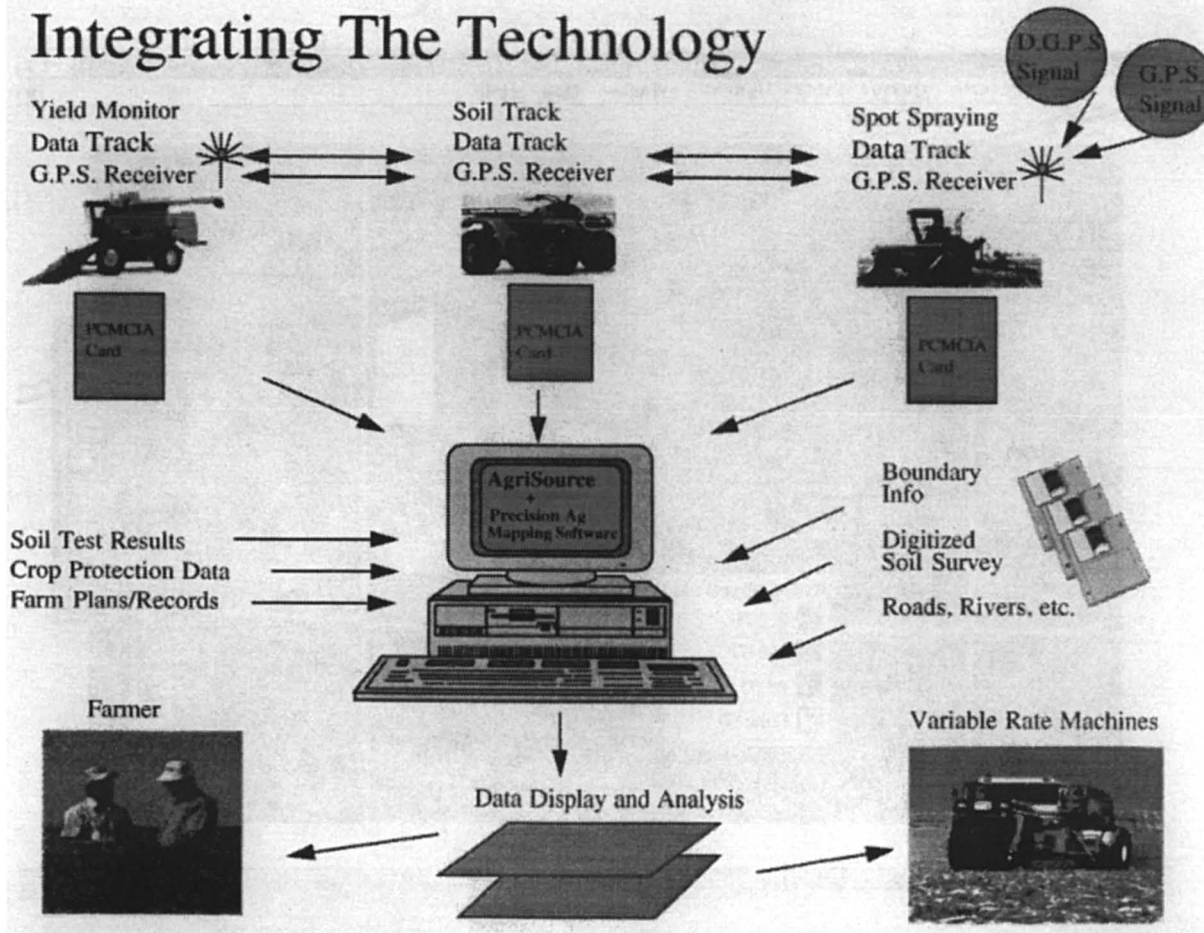 Integrating The Technology
D.G.P.S
Signal
G.P.S.
Signal
Yield Monitor
Data Track
G.P.S. Receiver
Soil Track
Data Track
G.P.S. Receiver
Spot Spraying
Data Track
G.P.S. Receiver
PCMCIA
Card
PCMCIA
Card
PCMCIA
Card
AgriSource
+
Precision Ag
Mapping Software
Soil Test Results
Crop Protection Data
Farm Plans/Records
Boundary
Info
Digitized
Soil Survey
Roads, Rivers, etc.
Farmer
Data Display and Analysis
Variable Rate Machines